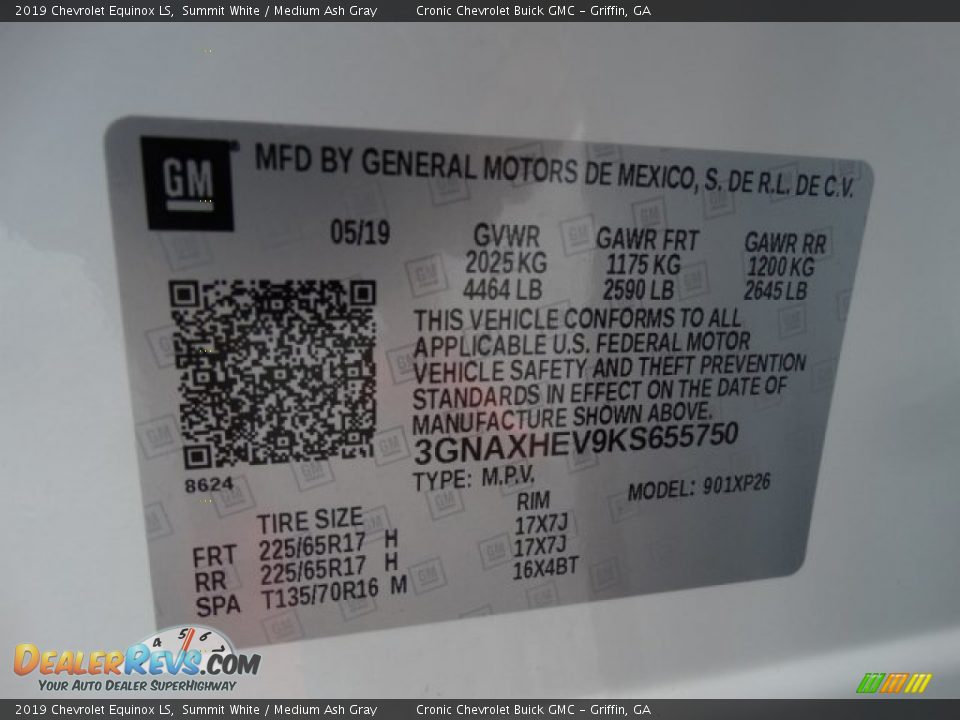 2019 Chevrolet Equinox LS, Summit White / Medium Ash Gray Cronic Chevrolet Buick GMC – Griffin, GA
GM
MFD BY GENERAL MOTORS DE MEXICO, S. DE R.L. DE C.V.
05/19 GVWR GAWR FRT GAWR RR
2025 KG 1175 KG 1200 KG
4464 LB 2590 LB 2645 LB
THIS VEHICLE CONFORMS TO ALL
APPLICABLE U.S. FEDERAL MOTOR
VEHICLE SAFETY AND THEFT PREVENTION
STANDARDS IN EFFECT ON THE DATE OF
MANUFACTURE SHOWN ABOVE.
3GNAXHEV9KS655750
8624
TYPE: M.P.V. MODEL: 901XP26
TIRE SIZE RIM
FRT 225/65R17 H 17X7J
RR 225/65R17 H 17X7J
SPA T135/70R16 M 16X4BT
4 5 6 7
DEALERREVS.COM
YOUR AUTO DEALER SUPERHIGHWAY
2019 Chevrolet Equinox LS, Summit White / Medium Ash Gray Cronic Chevrolet Buick GMC – Griffin, GA